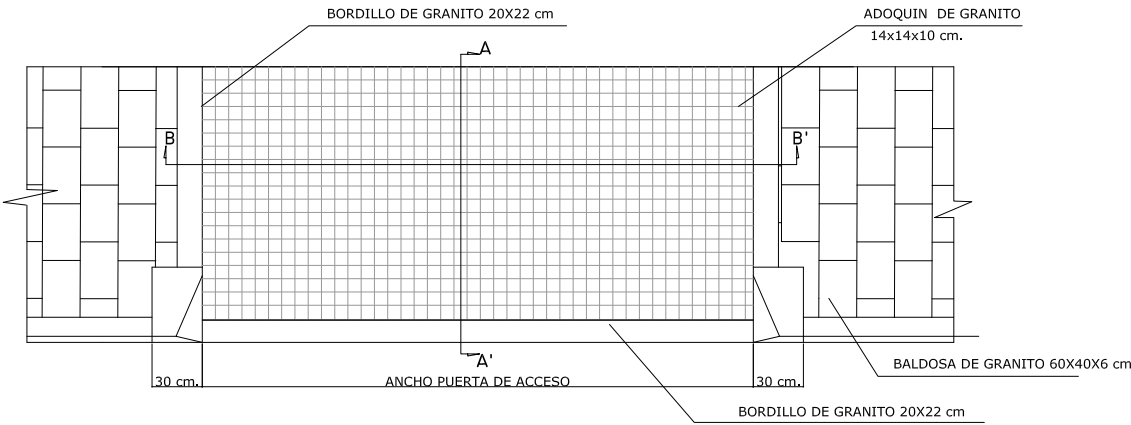 BORDILLO DE GRANITO 20X22 cm
ADOQUIN DE GRANITO
14x14x10 cm.
A
B
B'
A'
BALDOSA DE GRANITO 60X40X6 cm
30 cm.
ANCHO PUERTA DE ACCESO
30 cm.
BORDILLO DE GRANITO 20X22 cm